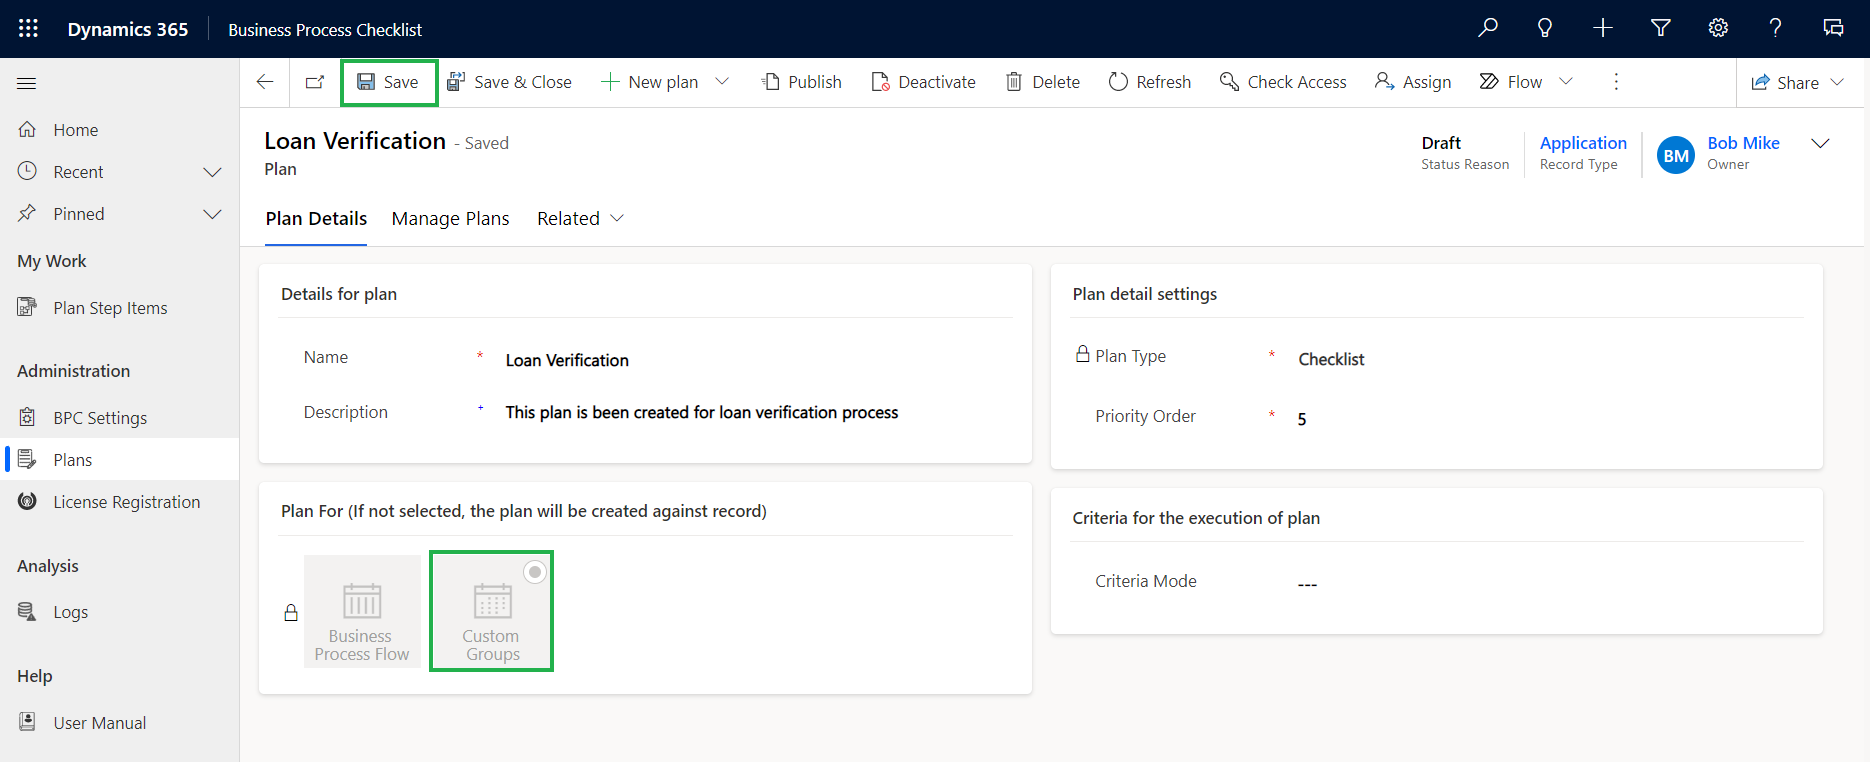 Dynamics 365
Business Process Checklist
Save
Save & Close
New plan
Publish
Deactivate
Delete
Refresh
Check Access
Assign
Flow
Share
Home
Recent
Pinned
My Work
Plan Step Items
Administration
BPC Settings
Plans
License Registration
Analysis
Logs
Help
User Manual
Loan Verification - Saved
Plan
Draft
Status Reason
Application
Record Type
BM
Bob Mike
Owner
Plan Details
Manage Plans
Related
Details for plan
Name * Loan Verification
Description + This plan is been created for loan verification process
Plan detail settings
Plan Type * Checklist
Priority Order * 5
Plan For (If not selected, the plan will be created against record)
Business
Process Flow
Custom
Groups
Criteria for the execution of plan
Criteria Mode ---